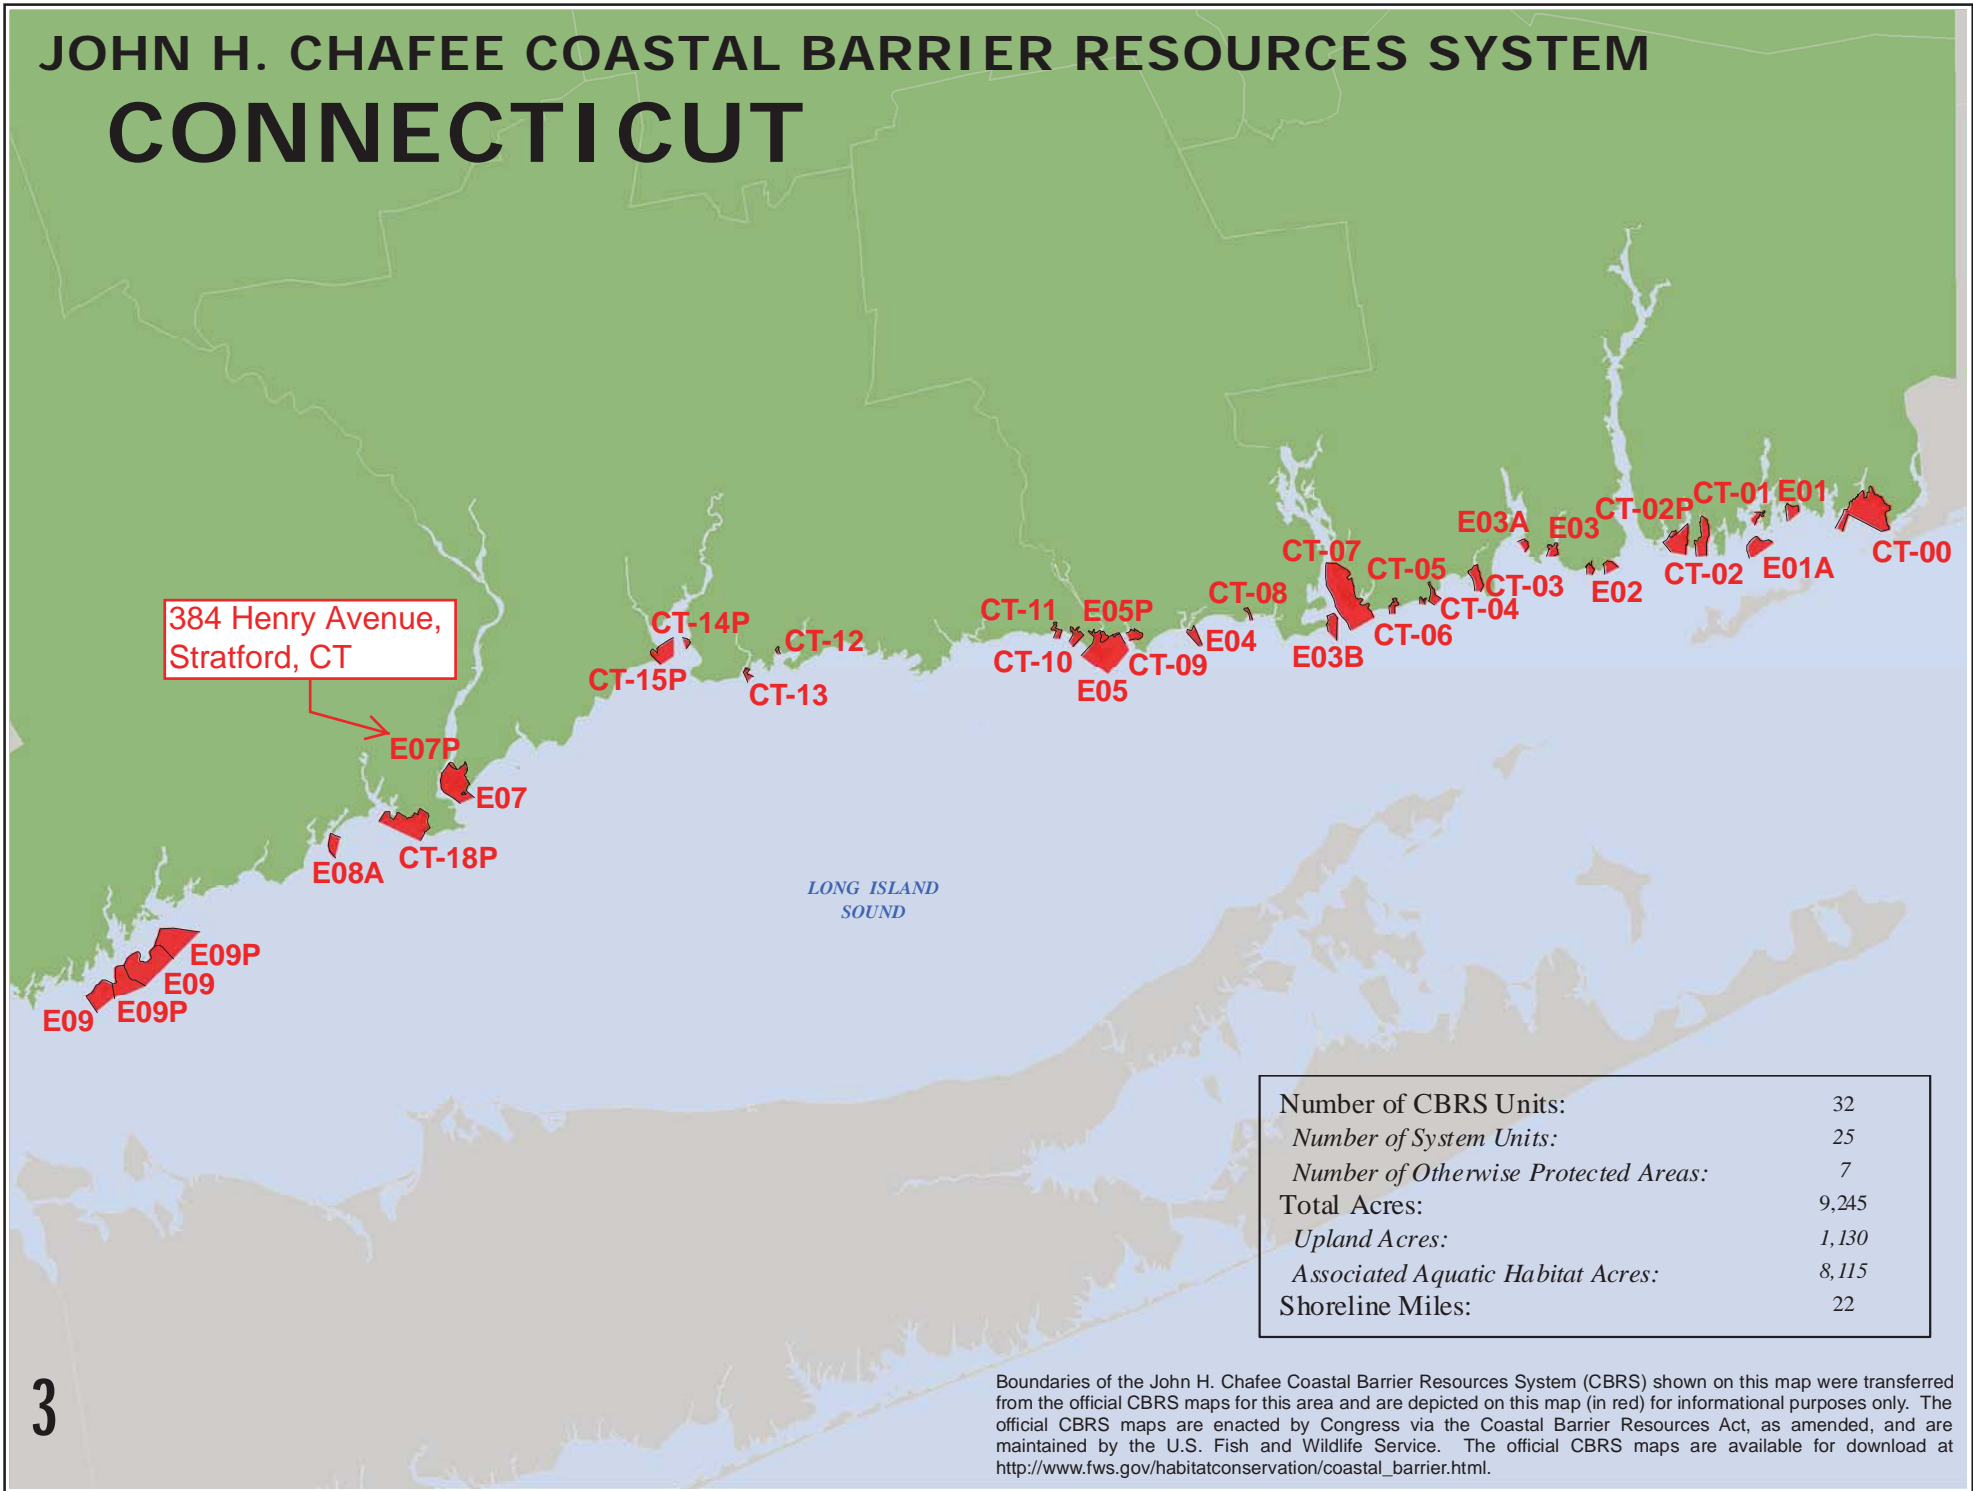 JOHN H. CHAFEE COASTAL BARRIER RESOURCES SYSTEM
CONNECTICUT
CT-01
E01
CT-02P
E03A
E03
CT-00
CT-07
CT-05
E01A
CT-02
CT-03
E02
CT-08
CT-04
CT-11
E05P
384 Henry Avenue,
Stratford, CT
CT-14P
CT-12
E04
CT-06
E03B
CT-10
CT-09
CT-15P
E05
CT-13
E07P
E07
CT-18P
E08A
LONG ISLAND
SOUND
E09P
E09
E09P
E09
Number of CBRS Units: 32
Number of System Units: 25
Number of Otherwise Protected Areas: 7
Total Acres: 9,245
Upland Acres: 1,130
Associated Aquatic Habitat Acres: 8,115
Shoreline Miles: 22
3
Boundaries of the John H. Chafee Coastal Barrier Resources System (CBRS) shown on this map were transferred
from the official CBRS maps for this area and are depicted on this map (in red) for informational purposes only. The
official CBRS maps are enacted by Congress via the Coastal Barrier Resources Act, as amended, and are
maintained by the U.S. Fish and Wildlife Service. The official CBRS maps are available for download at
http://www.fws.gov/habitatconservation/coastal_barrier.html.